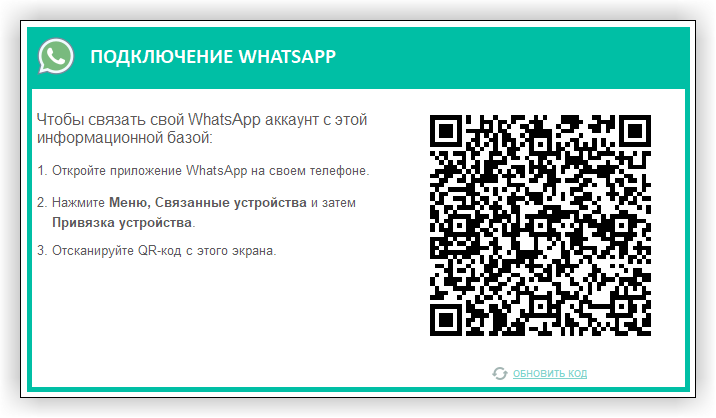 ПОДКЛЮЧЕНИЕ WHATSAPP
Чтобы связать свой WhatsApp аккаунт с этой
информационной базой:
1. Откройте приложение WhatsApp на своем телефоне.
2. Нажмите Меню, Связанные устройства и затем
Привязка устройства.
3. Отсканируйте QR-код с этого экрана.
ОБНОВИТЬ КОД